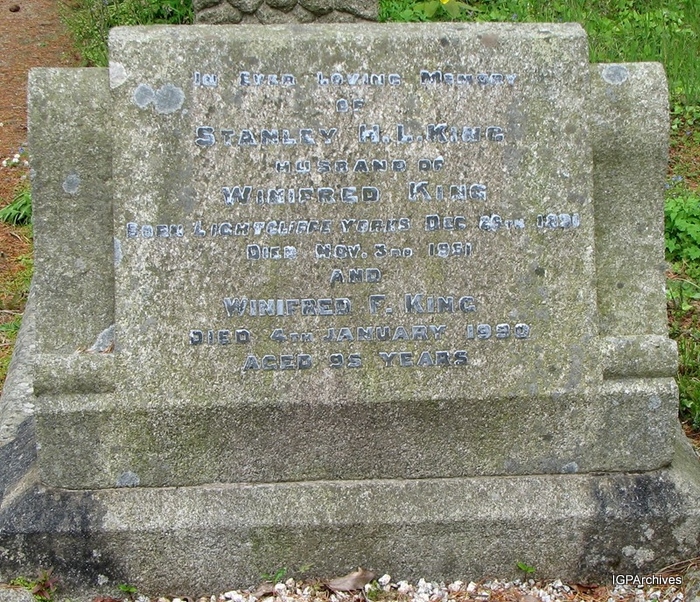 In Ever Loving Memory
of
Stanley H. L. King
husband of
Winifred King
Born Lightcliffe Yorks Dec 26th 1891
Died Nov. 3rd 1951
and
Winifred F. King
Died 4th January 1990
aged 95 years
IGPArchives